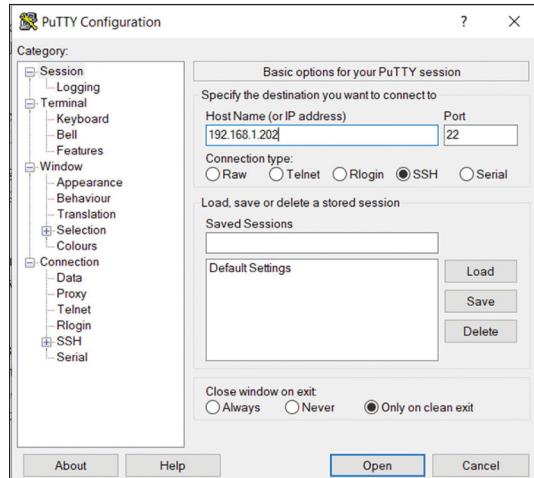 PuTTY Configuration
? ×
Category:
Session
Logging
Terminal
Keyboard
Bell
Features
Window
Appearance
Behaviour
Translation
Selection
Colours
Connection
Data
Proxy
Telnet
Rlogin
SSH
Serial
Basic options for your PuTTY session
Specify the destination you want to connect to
Host Name (or IP address) Port
192.168.1.202 22
Connection type:
Raw Telnet Rlogin SSH Serial
Load, save or delete a stored session
Saved Sessions
Default Settings
Load
Save
Delete
Close window on exit:
Always Never Only on clean exit
About Help Open Cancel